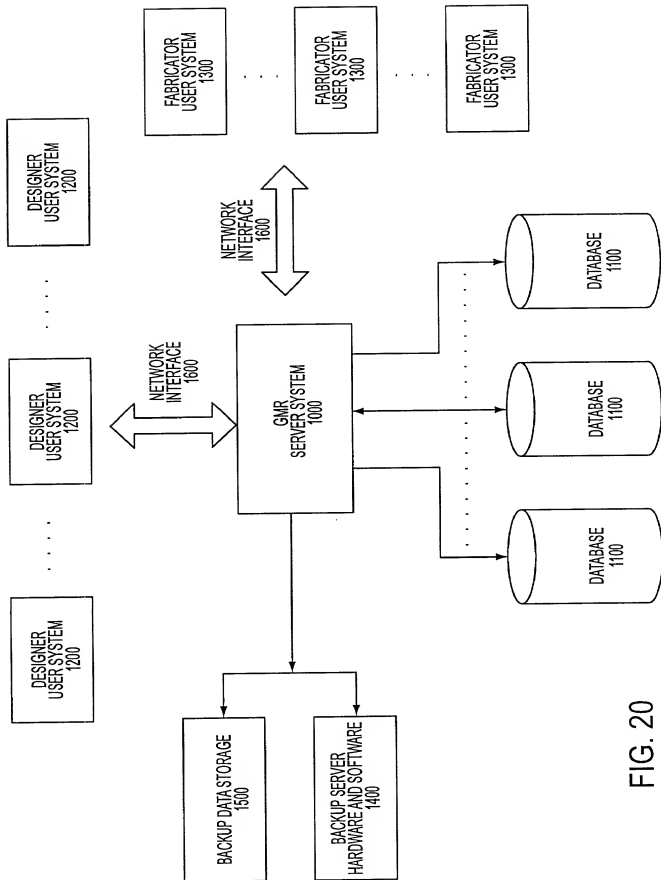 DESIGNER
USER SYSTEM
1200
DESIGNER
USER SYSTEM
1200
DESIGNER
USER SYSTEM
1200
NETWORK
INTERFACE
1600
NETWORK
INTERFACE
1600
FABRICATOR
USER SYSTEM
1300
FABRICATOR
USER SYSTEM
1300
FABRICATOR
USER SYSTEM
1300
GMR
SERVER SYSTEM
1000
BACKUP DATA STORAGE
1500
BACKUP SERVER
HARDWARE AND SOFTWARE
1400
DATABASE
1100
DATABASE
1100
DATABASE
1100
FIG. 20